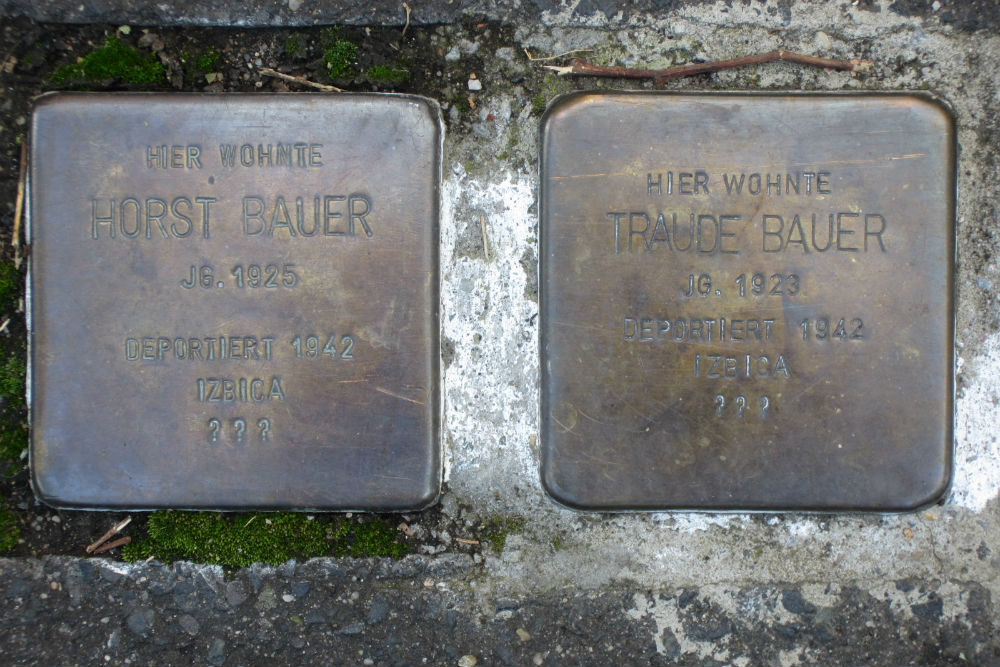 HIER WOHNTE
HORST BAUER
JG. 1925
DEPORTIERT 1942
IZBICA
???
HIER WOHNTE
TRAUDE BAUER
JG. 1923
DEPORTIERT 1942
IZBICA
???